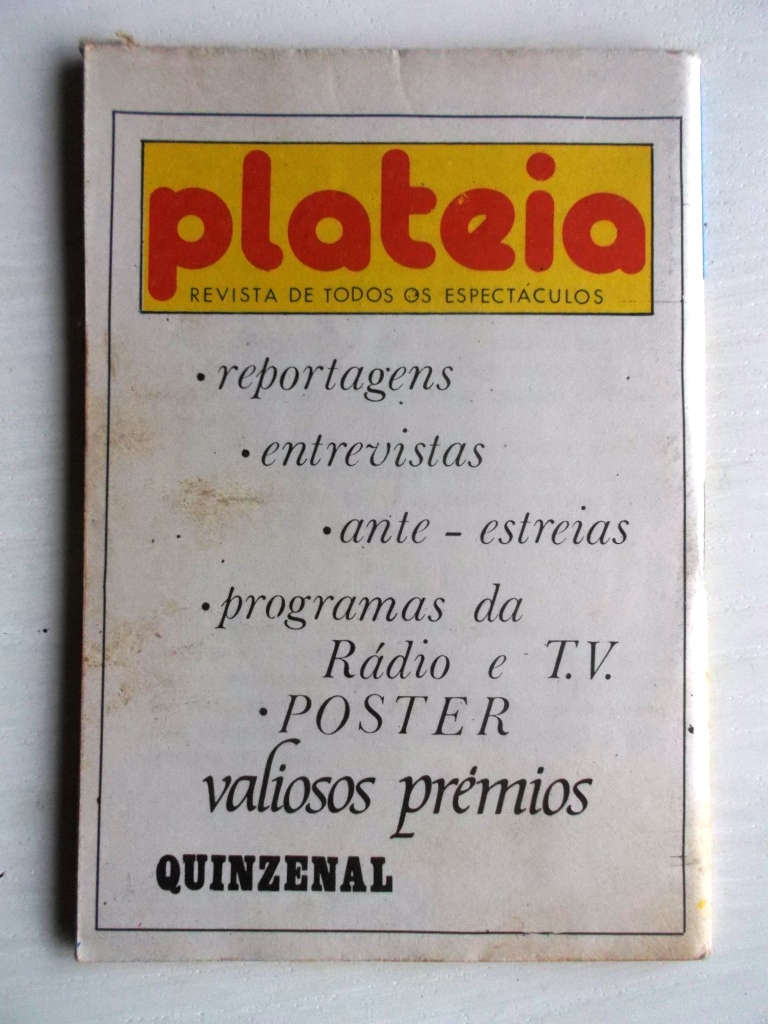 plateia
REVISTA DE TODOS OS ESPECTÁCULOS
• reportagens
• entrevistas
• ante - estreias
• programas da
Rádio e T.V.
• POSTER
valiosos prémios
QUINZENAL